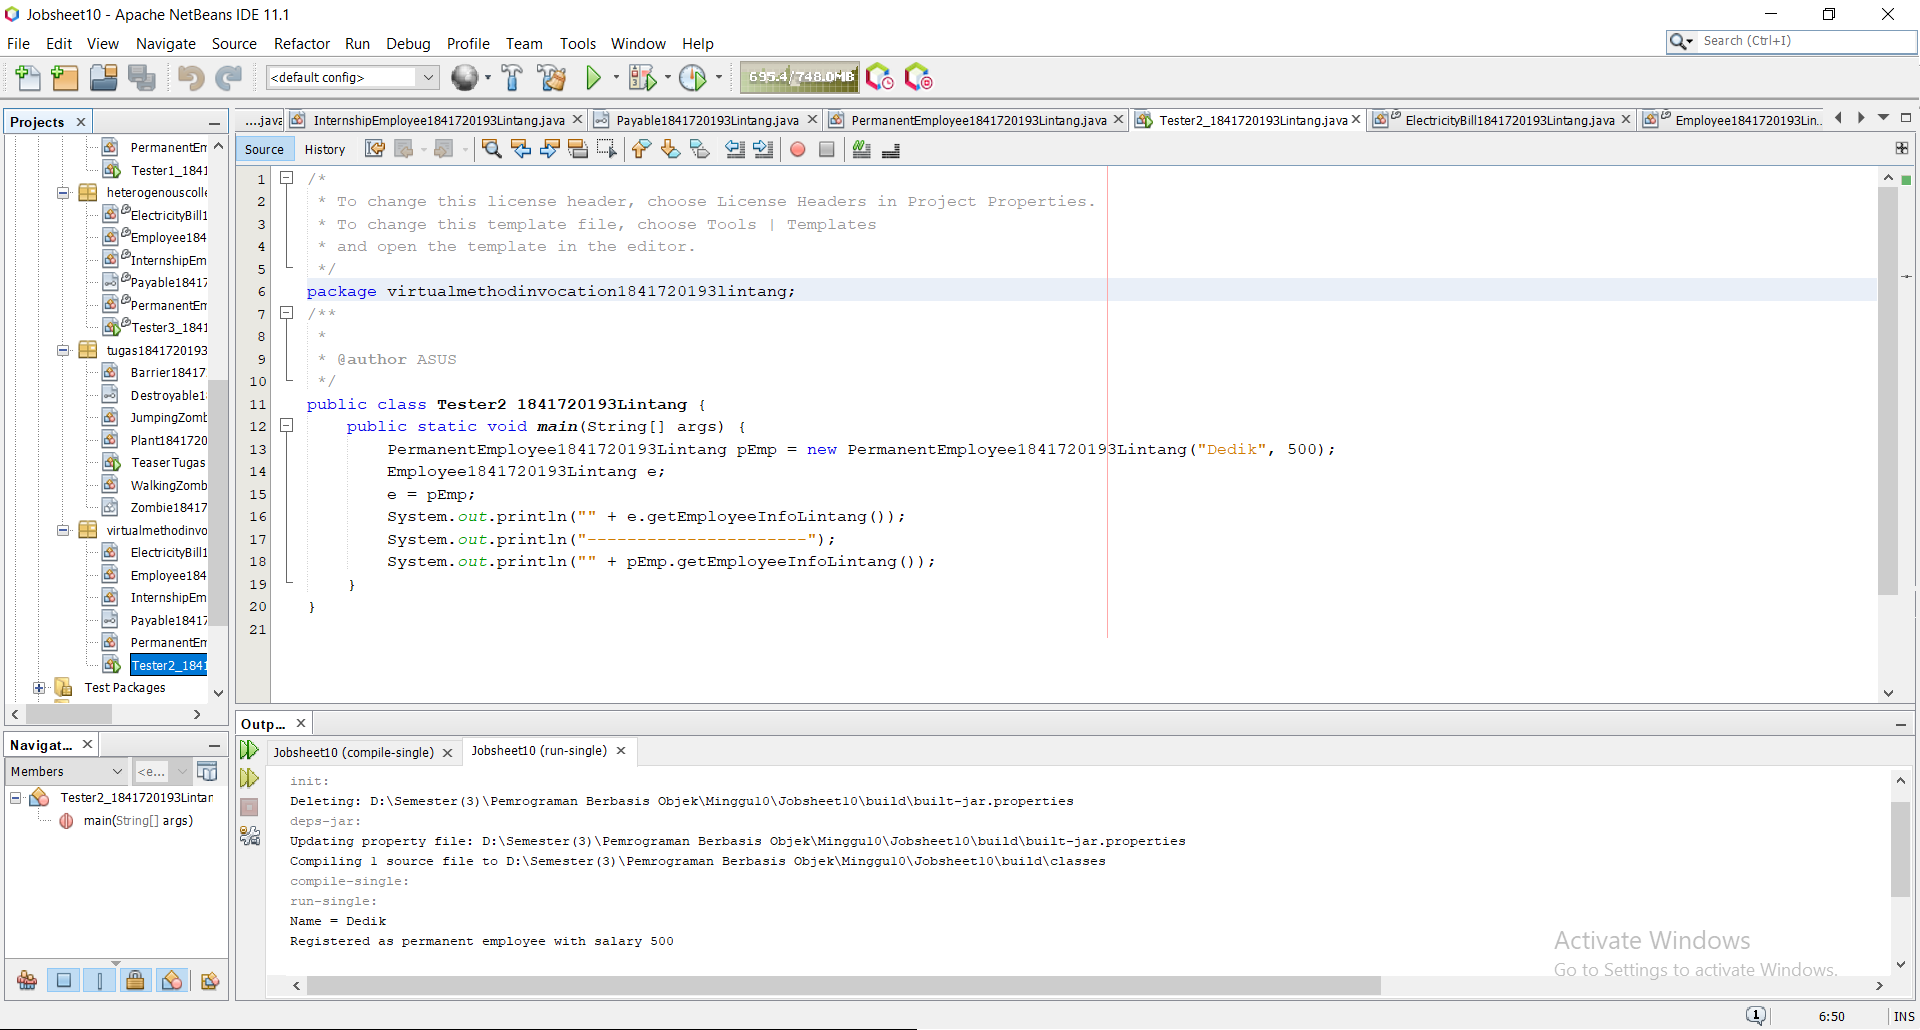 Jobsheet10 - Apache NetBeans IDE 11.1
File Edit View Navigate Source Refactor Run Debug Profile Team Tools Window Help
Search (Ctrl+I)
<default config>
695.4/748.0MB
Projects
....java
InternshipEmployee1841720193Lintang.java
Payable1841720193Lintang.java
PermanentEmployee1841720193Lintang.java
Tester2_1841720193Lintang.java
ElectricityBill1841720193Lintang.java
Employee1841720193Lin...
Source History
PermanentEm
Tester1_1841
heterogenouscolle
ElectricityBill1
Employee184
InternshipEm
Payable18417
PermanentEm
Tester3_1841
tugas1841720193
Barrier18417
Destroyable1
JumpingZomb
Plant1841720
TeaserTugas
WalkingZomb
Zombie18417
virtualmethodinvo
ElectricityBill1
Employee184
InternshipEm
Payable18417
PermanentEm
Tester2_1841
Test Packages
1 /*
2 * To change this license header, choose License Headers in Project Properties.
3 * To change this template file, choose Tools | Templates
4 * and open the template in the editor.
5 */
6 package virtualmethodinvocation1841720193lintang;
7 /**
8 *
9 * @author ASUS
10 */
11 public class Tester2 1841720193Lintang {
12 public static void main(String[] args) {
13 PermanentEmployee1841720193Lintang pEmp = new PermanentEmployee1841720193Lintang("Dedik", 500);
14 Employee1841720193Lintang e;
15 e = pEmp;
16 System.out.println("" + e.getEmployeeInfoLintang());
17 System.out.println("----------------------");
18 System.out.println("" + pEmp.getEmployeeInfoLintang());
19 }
20 }
21
Navigat...
Members
<e...
Tester2_1841720193Lintan
main(String[] args)
Outp...
Jobsheet10 (compile-single)
Jobsheet10 (run-single)
init:
Deleting: D:\Semester(3)\Pemrograman Berbasis Objek\Minggu10\Jobsheet10\build\built-jar.properties
deps-jar:
Updating property file: D:\Semester(3)\Pemrograman Berbasis Objek\Minggu10\Jobsheet10\build\built-jar.properties
Compiling 1 source file to D:\Semester(3)\Pemrograman Berbasis Objek\Minggu10\Jobsheet10\build\classes
compile-single:
run-single:
Name = Dedik
Registered as permanent employee with salary 500
Activate Windows
Go to Settings to activate Windows.
1
6:50
INS